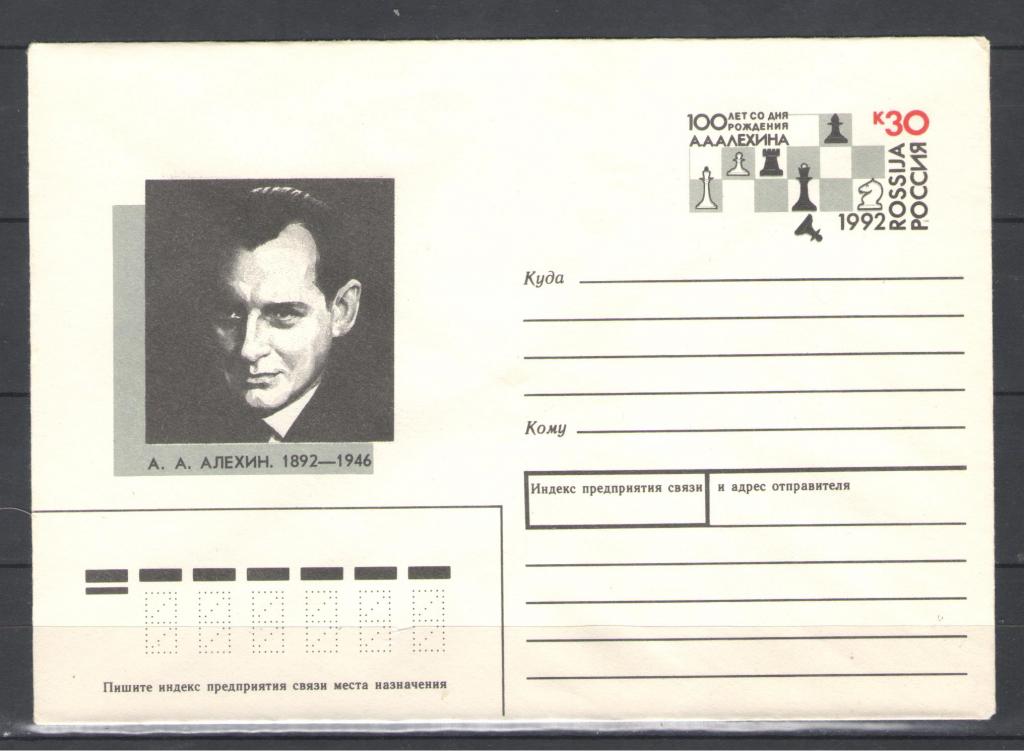 100 ЛЕТ СО ДНЯ
РОЖДЕНИЯ
А.А.АЛЕХИНА
К30
ROSSIJA
РОССИЯ
1992
Куда
Кому
Индекс предприятия связи и адрес отправителя
А. А. АЛЕХИН. 1892—1946
Пишите индекс предприятия связи места назначения